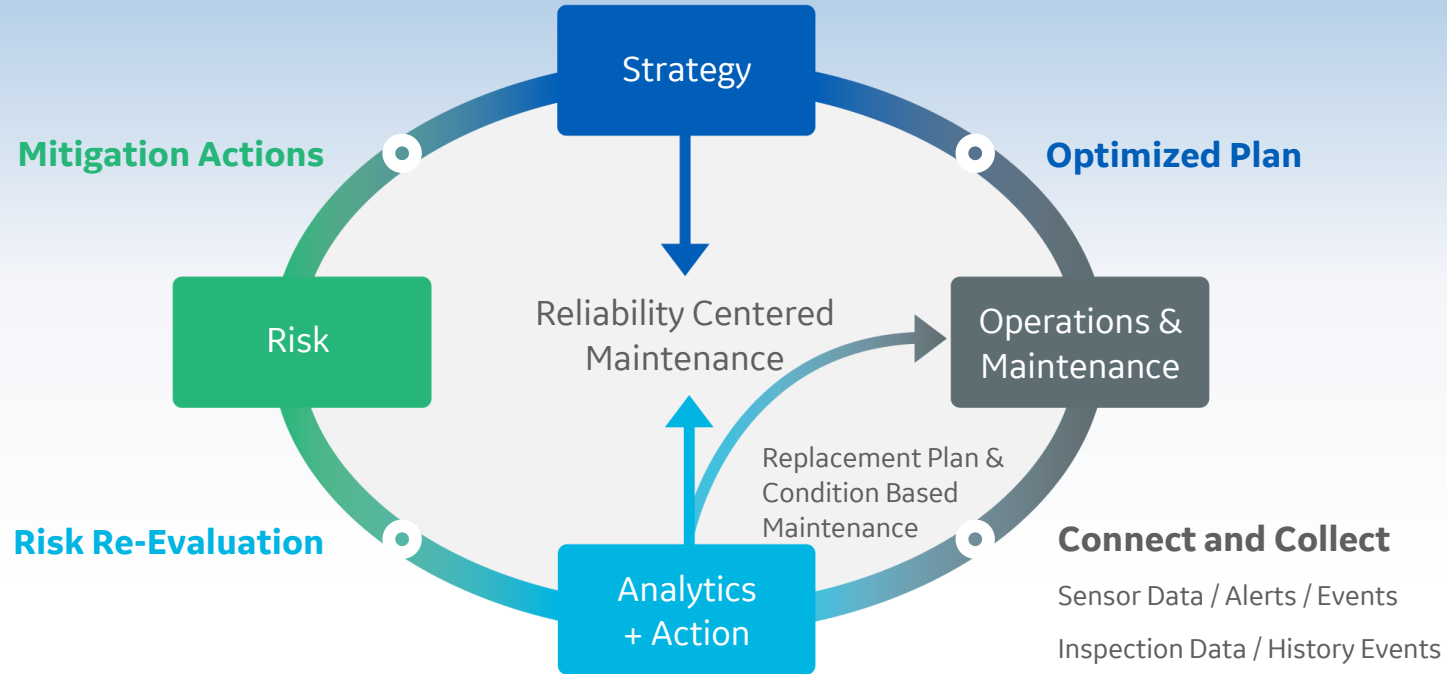 Strategy
Mitigation Actions
Optimized Plan
Risk
Reliability Centered
Maintenance
Operations &
Maintenance
Replacement Plan &
Condition Based
Maintenance
Risk Re-Evaluation
Analytics
+ Action
Connect and Collect
Sensor Data / Alerts / Events
Inspection Data / History Events